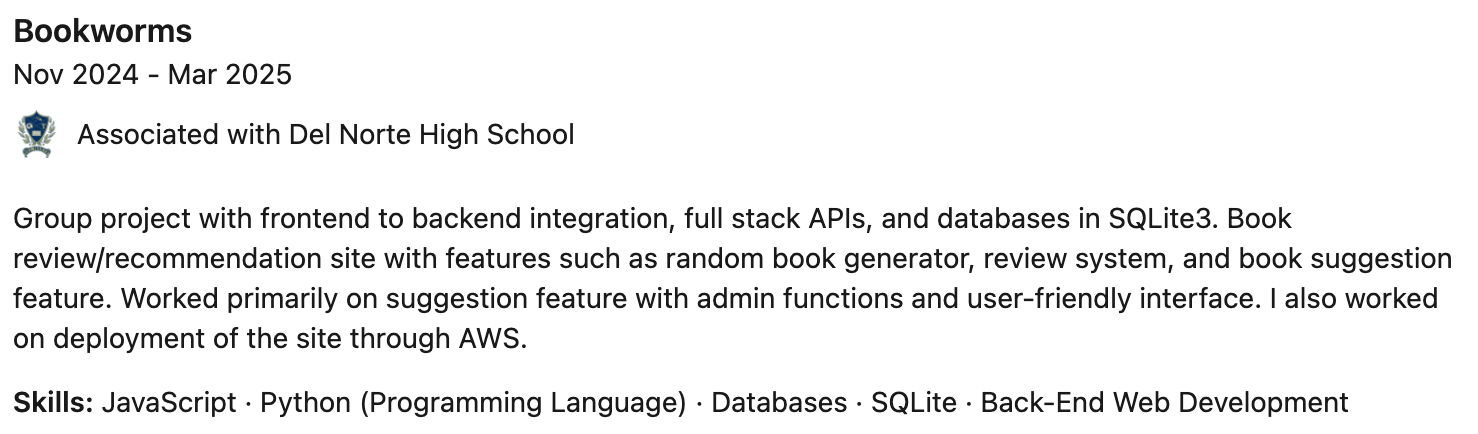 Bookworms
Nov 2024 - Mar 2025
Associated with Del Norte High School
Group project with frontend to backend integration, full stack APIs, and databases in SQLite3. Book
review/recommendation site with features such as random book generator, review system, and book suggestion
feature. Worked primarily on suggestion feature with admin functions and user-friendly interface. I also worked
on deployment of the site through AWS.
Skills: JavaScript · Python (Programming Language) · Databases · SQLite · Back-End Web Development